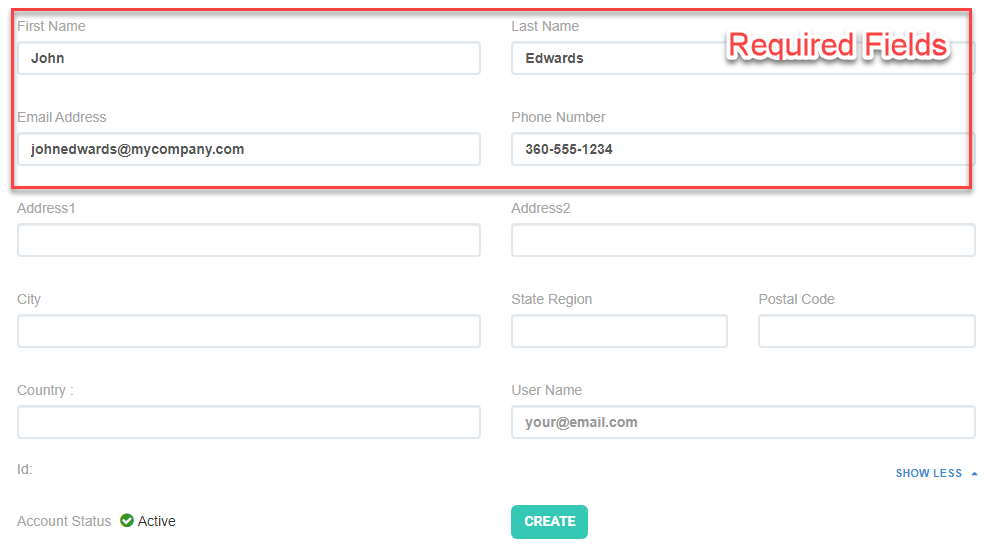 First Name Last Name
John Edwards Required Fields
Email Address Phone Number
johnedwards@mycompany.com 360-555-1234
Address1 Address2
City State Region Postal Code
Country : User Name
your@email.com
Id: SHOW LESS
Account Status Active CREATE